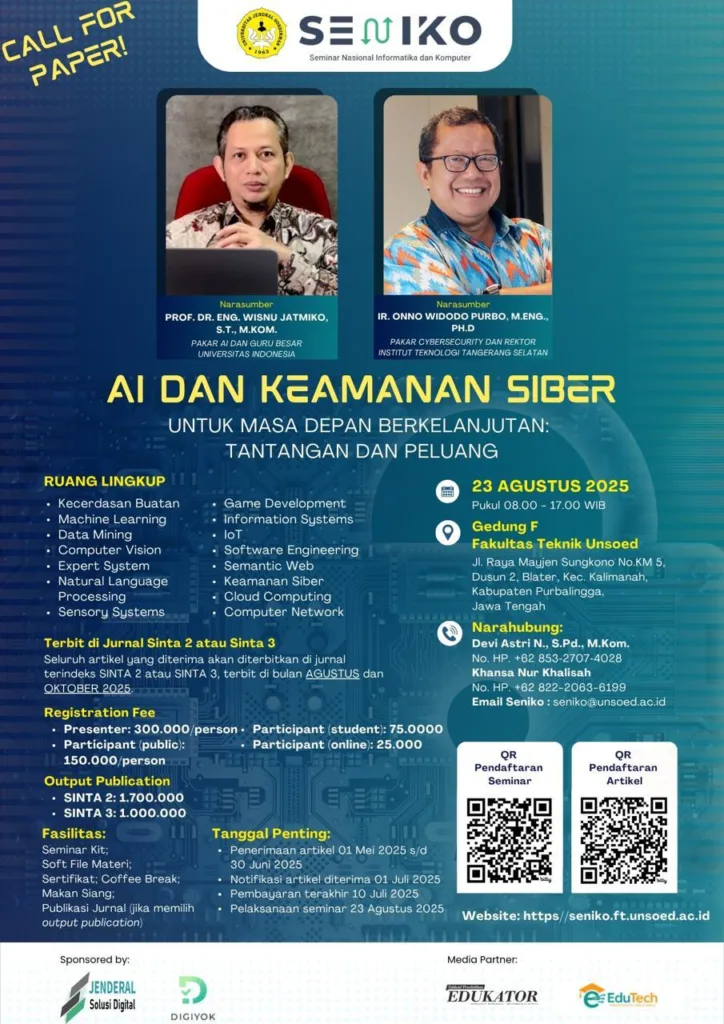 CALL FOR
PAPER!
UNIVERSITAS JENDERAL SOEDIRMAN
1963
SENIKO
Seminar Nasional Informatika dan Komputer
Narasumber
PROF. DR. ENG. WISNU JATMIKO,
S.T., M.KOM.
PAKAR AI DAN GURU BESAR
UNIVERSITAS INDONESIA
Narasumber
IR. ONNO WIDODO PURBO, M.ENG.,
PH.D
PAKAR CYBERSECURITY DAN REKTOR
INSTITUT TEKNOLOGI TANGERANG SELATAN
AI DAN KEAMANAN SIBER
UNTUK MASA DEPAN BERKELANJUTAN:
TANTANGAN DAN PELUANG
RUANG LINGKUP
• Kecerdasan Buatan
• Machine Learning
• Data Mining
• Computer Vision
• Expert System
• Natural Language
Processing
• Sensory Systems
• Game Development
• Information Systems
• IoT
• Software Engineering
• Semantic Web
• Keamanan Siber
• Cloud Computing
• Computer Network
23 AGUSTUS 2025
Pukul 08.00 - 17.00 WIB
Gedung F
Fakultas Teknik Unsoed
Jl. Raya Mayjen Sungkono No.KM 5,
Dusun 2, Blater, Kec. Kalimanah,
Kabupaten Purbalingga,
Jawa Tengah
Narahubung:
Devi Astri N., S.Pd., M.Kom.
No. HP. +62 853-2707-4028
Khansa Nur Khalisah
No. HP. +62 822-2063-6199
Email Seniko : seniko@unsoed.ac.id
Terbit di Jurnal Sinta 2 atau Sinta 3
Seluruh artikel yang diterima akan diterbitkan di jurnal
terindeks SINTA 2 atau SINTA 3, terbit di bulan AGUSTUS dan
OKTOBER 2025.
Registration Fee
• Presenter: 300.000/person
• Participant (public):
150.000/person
• Participant (student): 75.0000
• Participant (online): 25.000
Output Publication
• SINTA 2: 1.700.000
• SINTA 3: 1.000.000
Fasilitas:
Seminar Kit;
Soft File Materi;
Sertifikat; Coffee Break;
Makan Siang;
Publikasi Jurnal (jika memilih
output publication)
Tanggal Penting:
• Penerimaan artikel 01 Mei 2025 s/d
30 Juni 2025
• Notifikasi artikel diterima 01 Juli 2025
• Pembayaran terakhir 10 Juli 2025
• Pelaksanaan seminar 23 Agustus 2025
QR
Pendaftaran
Seminar
QR
Pendaftaran
Artikel
Website: https//seniko.ft.unsoed.ac.id
Sponsored by:
JENDERAL
Solusi Digital
DIGIYOK
Media Partner:
EDUKATOR
EduTech